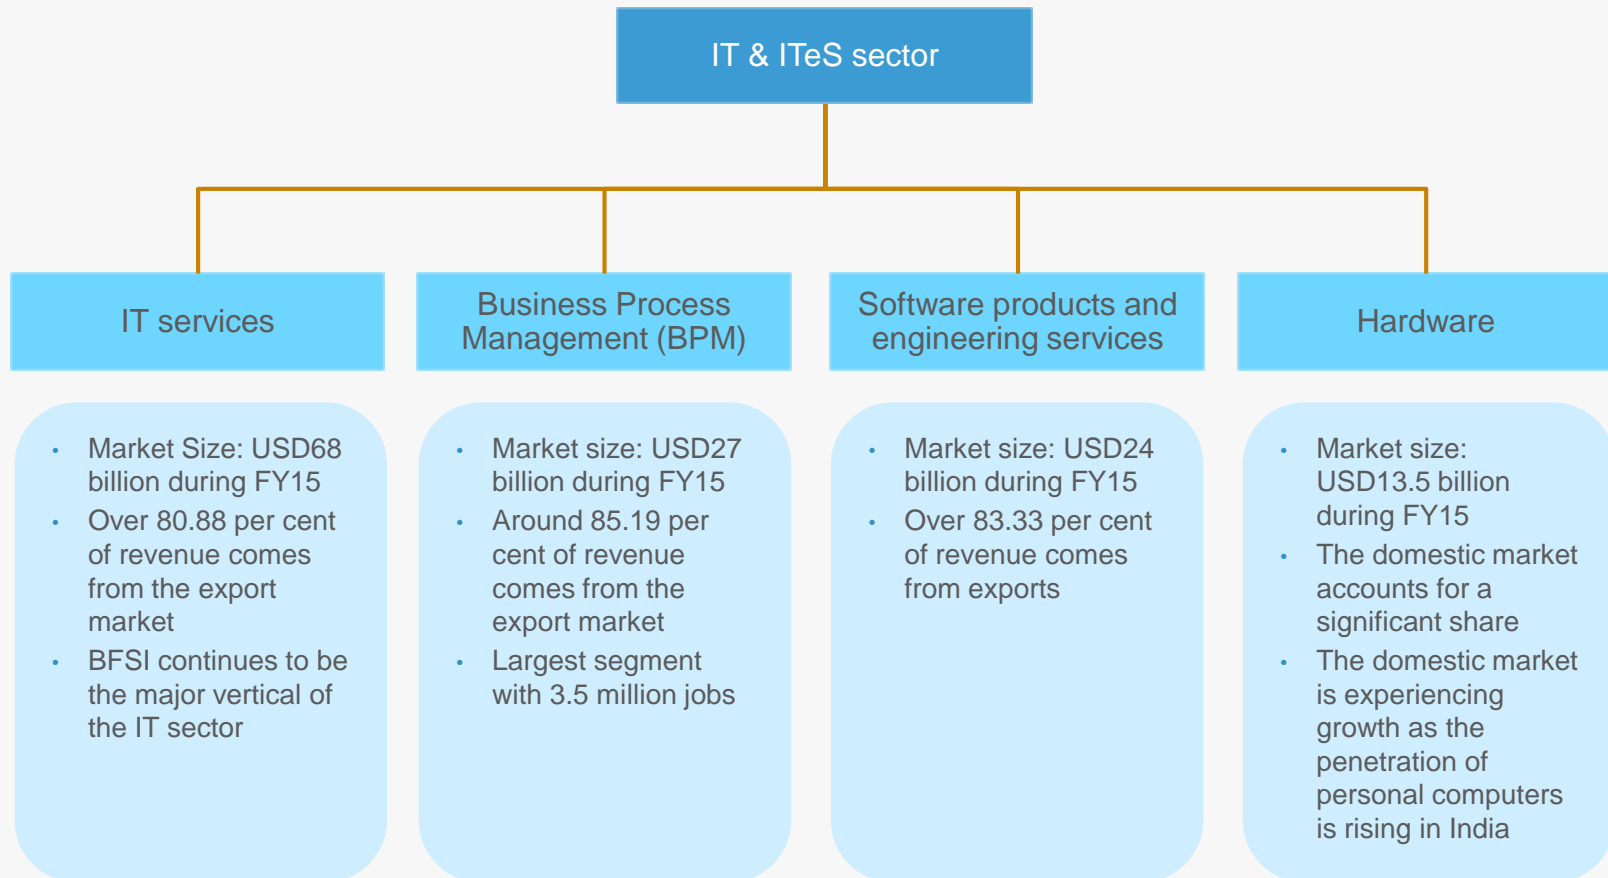 IT & ITeS sector
IT services
Business Process
Management (BPM)
Software products and
engineering services
Hardware
• Market Size: USD68
billion during FY15
• Over 80.88 per cent
of revenue comes
from the export
market
• BFSI continues to be
the major vertical of
the IT sector
• Market size: USD27
billion during FY15
• Around 85.19 per
cent of revenue
comes from the
export market
• Largest segment
with 3.5 million jobs
• Market size: USD24
billion during FY15
• Over 83.33 per cent
of revenue comes
from exports
• Market size:
USD13.5 billion
during FY15
• The domestic market
accounts for a
significant share
• The domestic market
is experiencing
growth as the
penetration of
personal computers
is rising in India